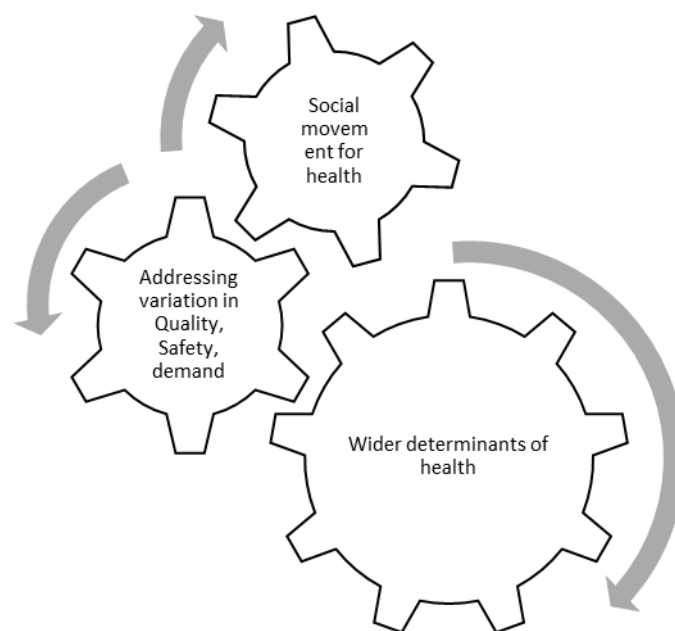 Social
movem
ent for
health
Addressing
variation in
Quality,
Safety,
demand
Wider determinants of
health